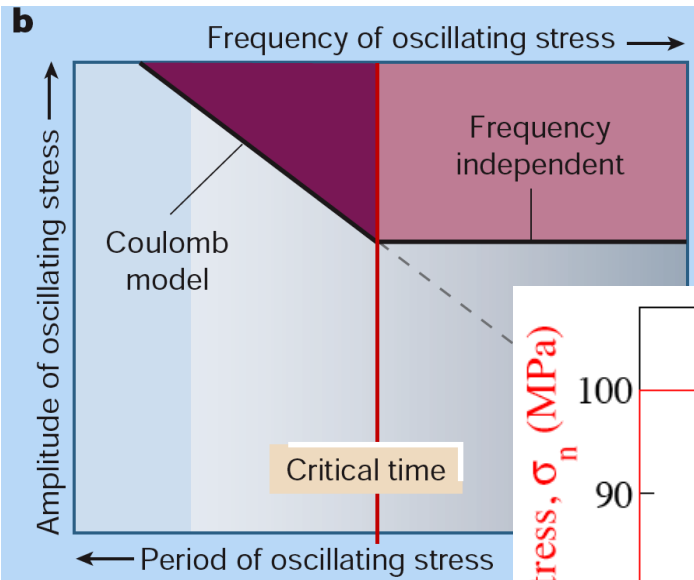 b
Frequency of oscillating stress
Amplitude of oscillating stress
Frequency
independent
Coulomb
model
Critical time
Period of oscillating stress
σn (MPa)
100
90